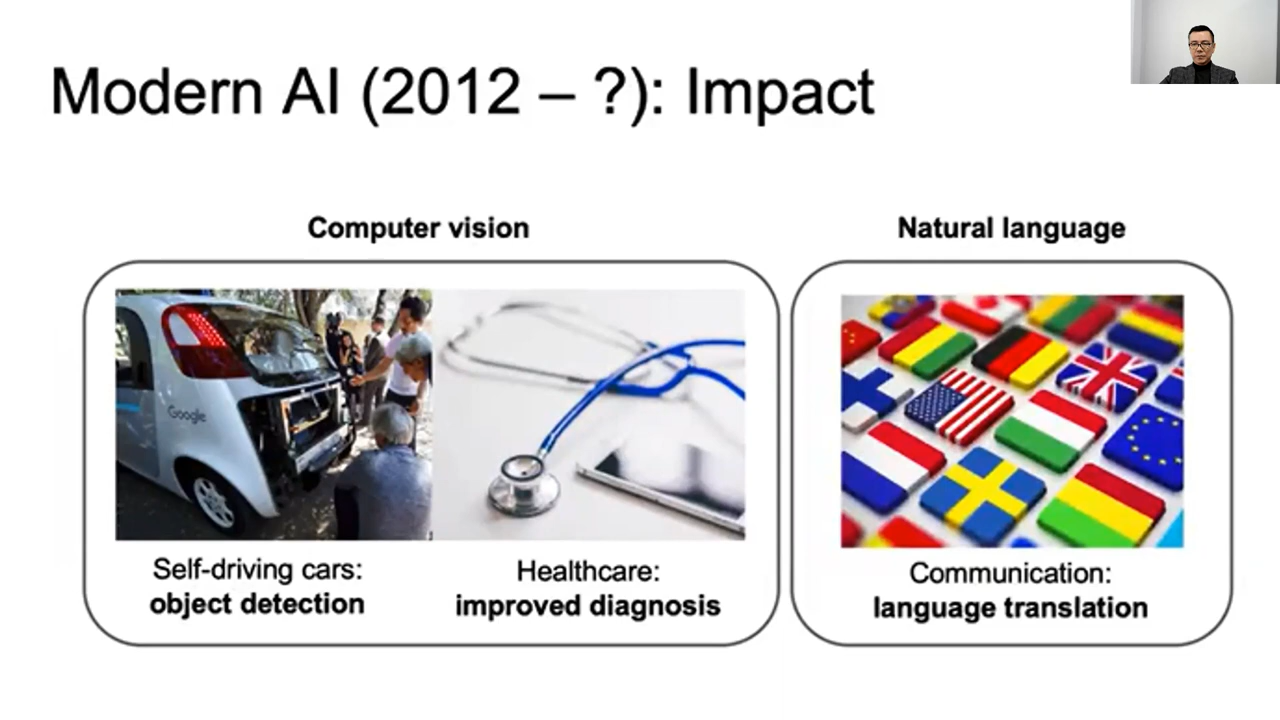 Modern AI (2012 – ?): Impact
Computer vision
Natural language
Google
Self-driving cars:
object detection
Healthcare:
improved diagnosis
Communication:
language translation